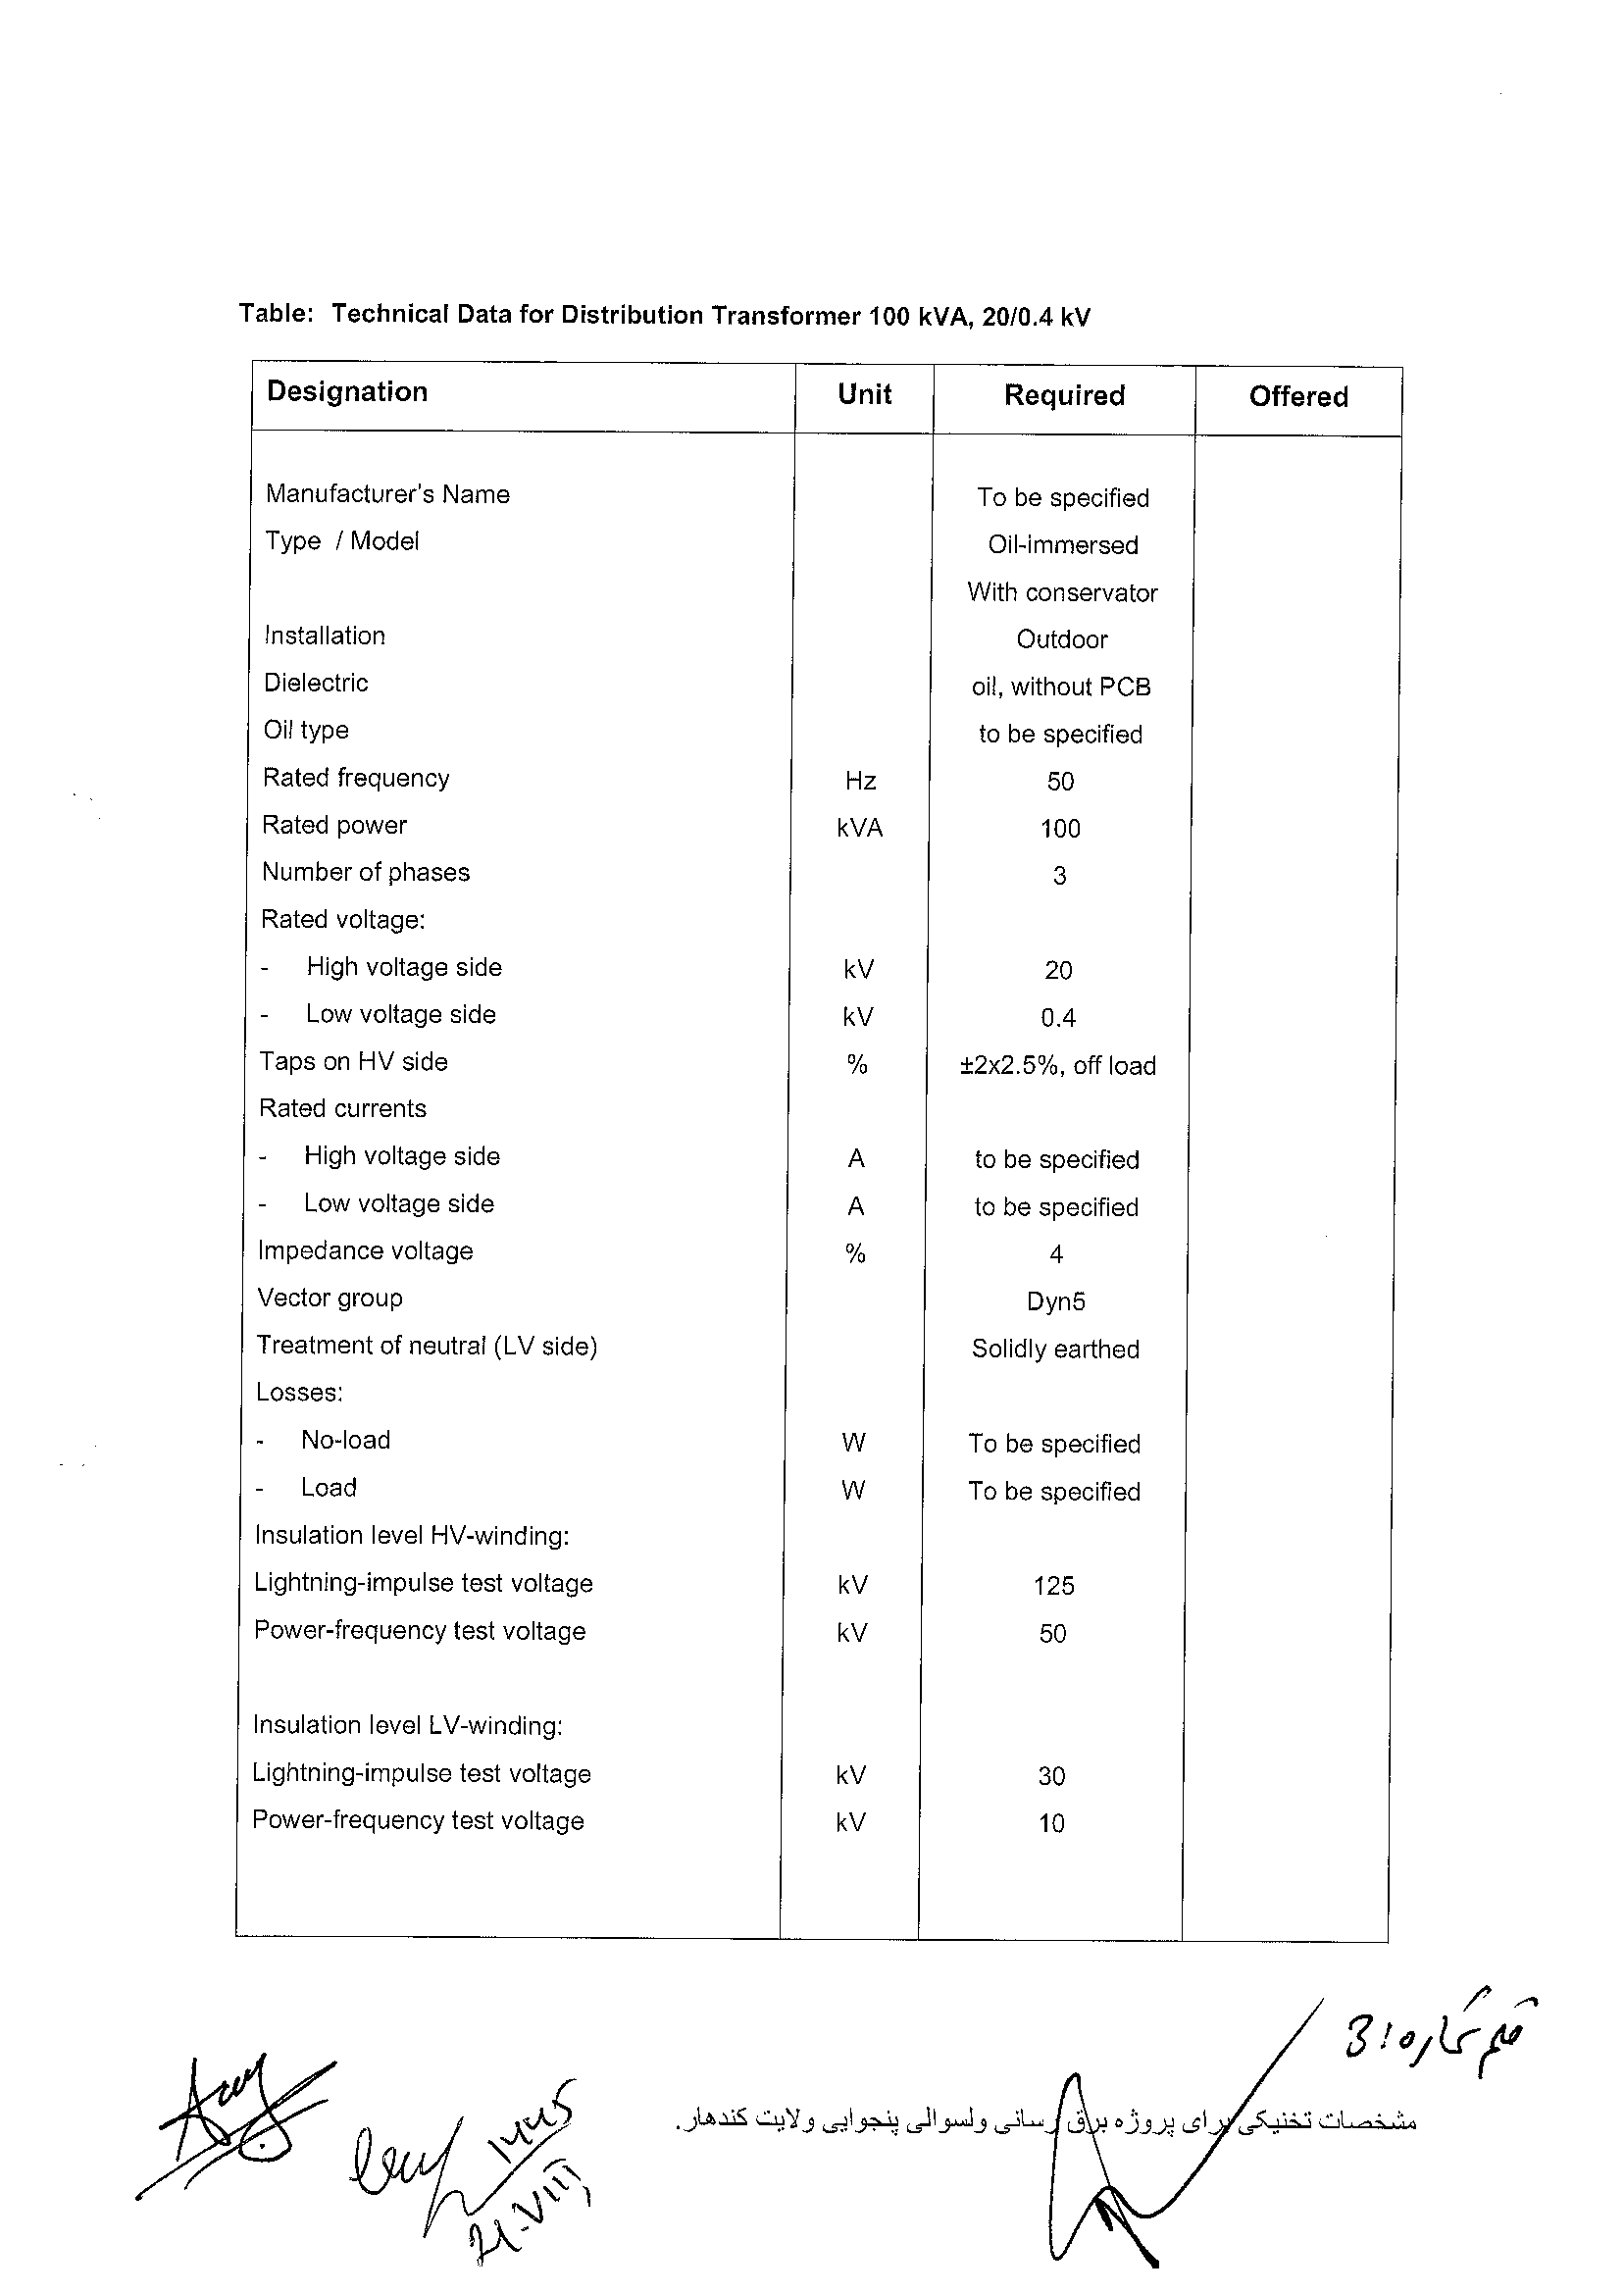 Table: Technical Data for Distribution Transformer 100 kVA, 20/0.4 kV
Designation Unit Required Offered
Manufacturer's Name To be specified
Type / Model Oil-immersed
With conservator
Installation Outdoor
Dielectric oil, without PCB
Oil type to be specified
Rated frequency Hz 50
Rated power kVA 100
Number of phases 3
Rated voltage:
- High voltage side kV 20
- Low voltage side kV 0.4
Taps on HV side % ±2x2.5%, off load
Rated currents
- High voltage side A to be specified
- Low voltage side A to be specified
Impedance voltage % 4
Vector group Dyn5
Treatment of neutral (LV side) Solidly earthed
Losses:
- No-load W To be specified
- Load W To be specified
Insulation level HV-winding:
Lightning-impulse test voltage kV 125
Power-frequency test voltage kV 50
Insulation level LV-winding:
Lightning-impulse test voltage kV 30
Power-frequency test voltage kV 10
مشخصات تخنیکی برای پروژه برق رسانی ولسوالی پنجوایی ولایت کندهار.